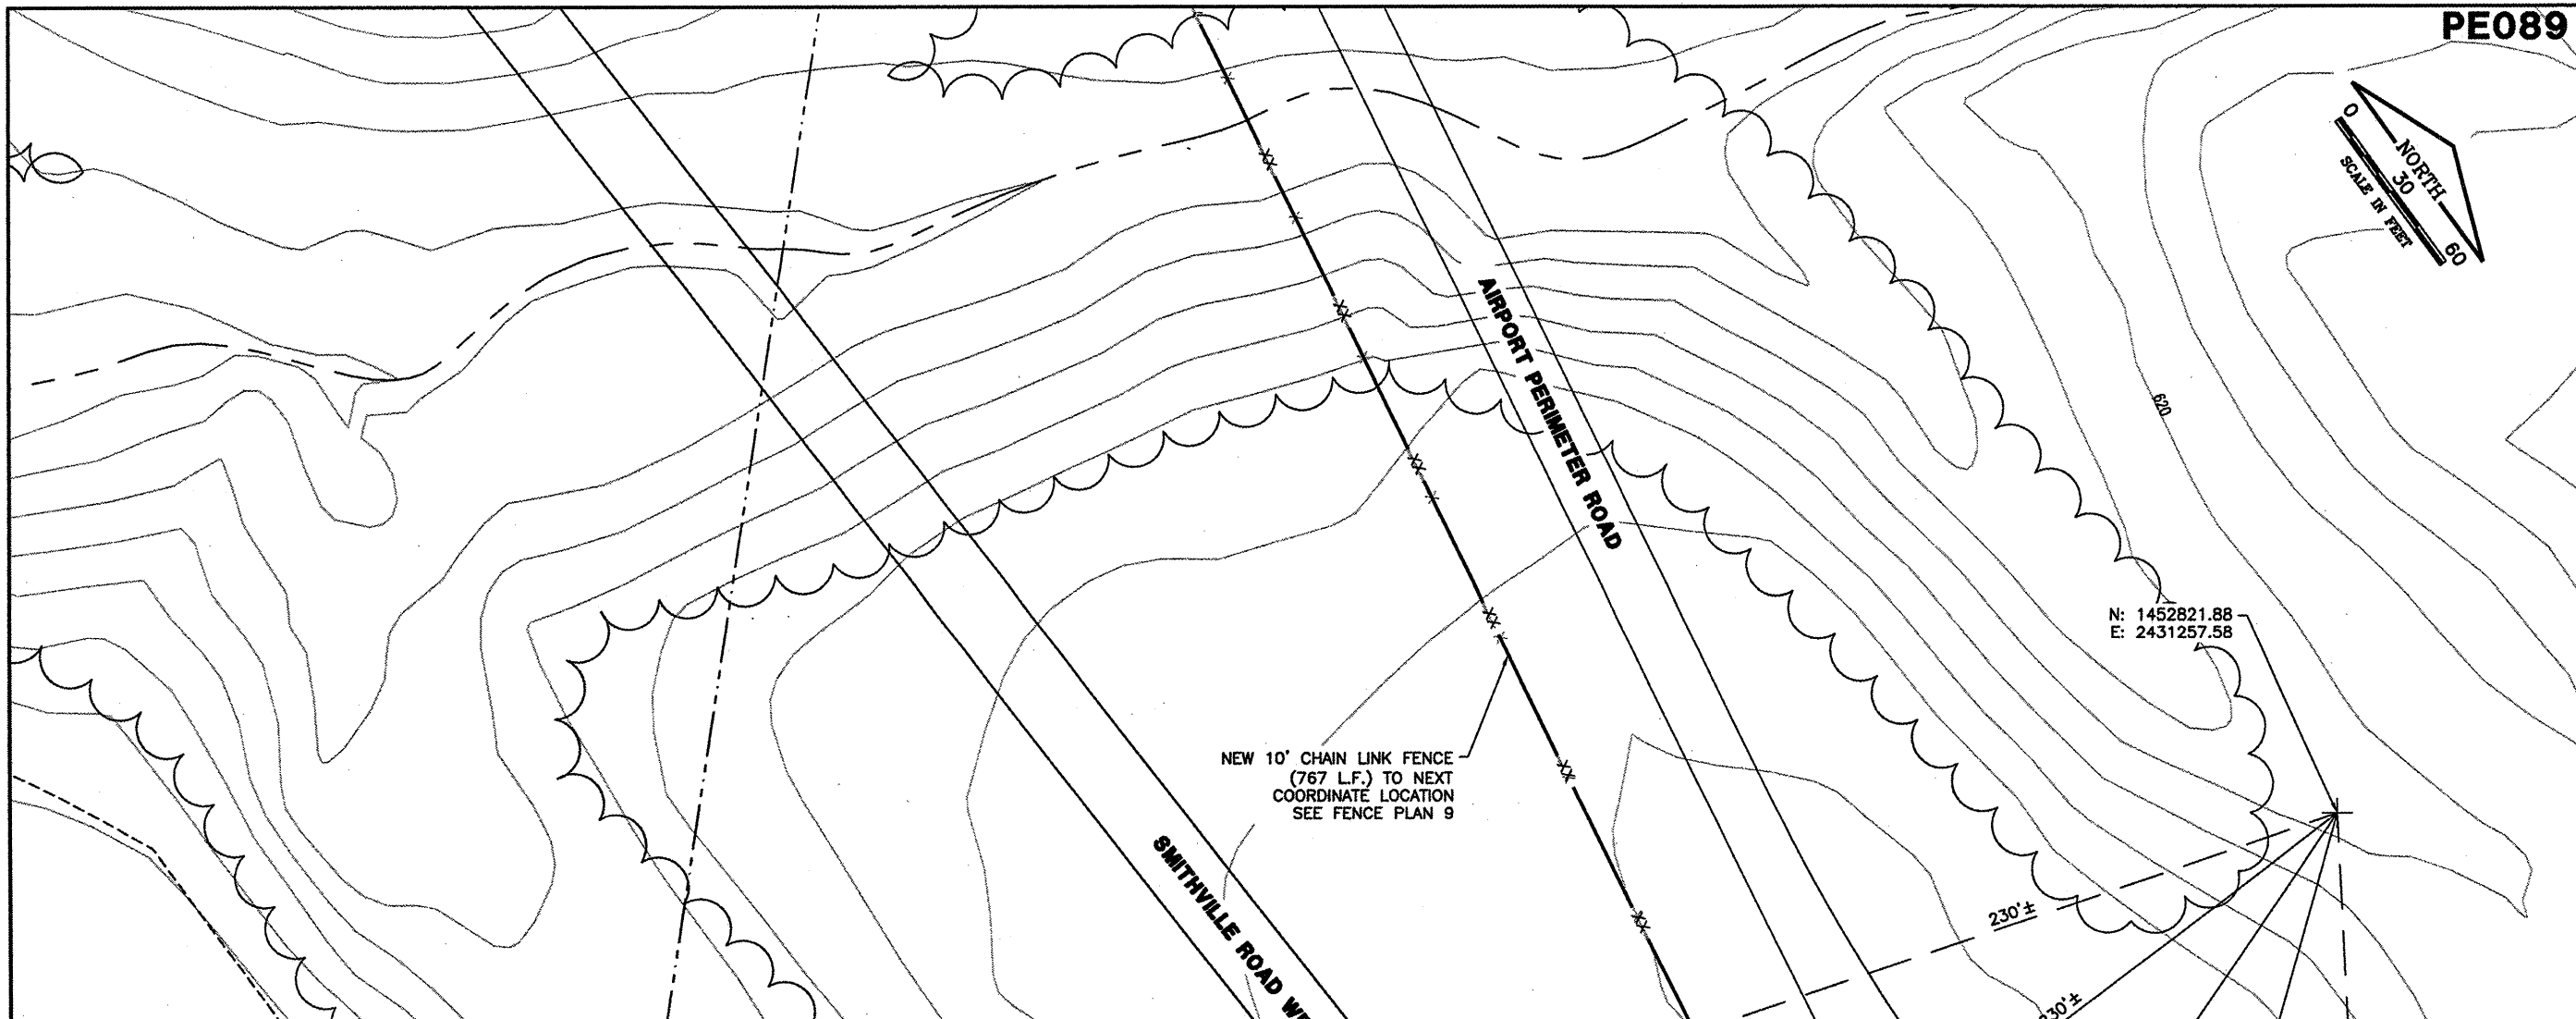 PE089
0
NORTH
30
SCALE IN FEET
60
AIRPORT PERIMETER ROAD
620
N: 1452821.88
E: 2431257.58
NEW 10' CHAIN LINK FENCE
(767 L.F.) TO NEXT
COORDINATE LOCATION
SEE FENCE PLAN 9
SMITHVILLE ROAD
230'±